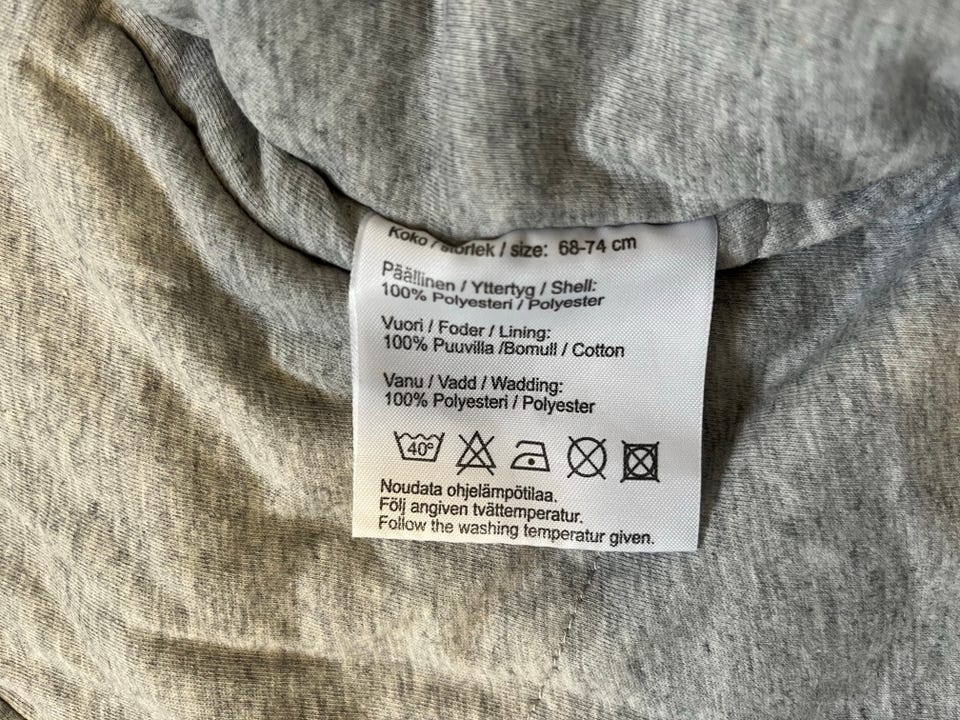 Koko / storlek / size: 68-74 cm
Päällinen / Yttertyg / Shell:
100% Polyesteri / Polyester
Vuori / Foder / Lining:
100% Puuvilla /Bomull / Cotton
Vanu / Vadd / Wadding:
100% Polyesteri / Polyester
40°
Noudata ohjelämpötilaa.
Följ angiven tvättemperatur.
Follow the washing temperatur given.